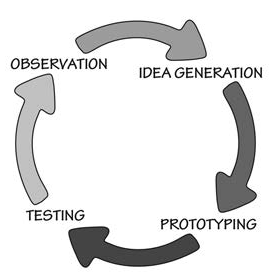 OBSERVATION
IDEA GENERATION
PROTOTYPING
TESTING